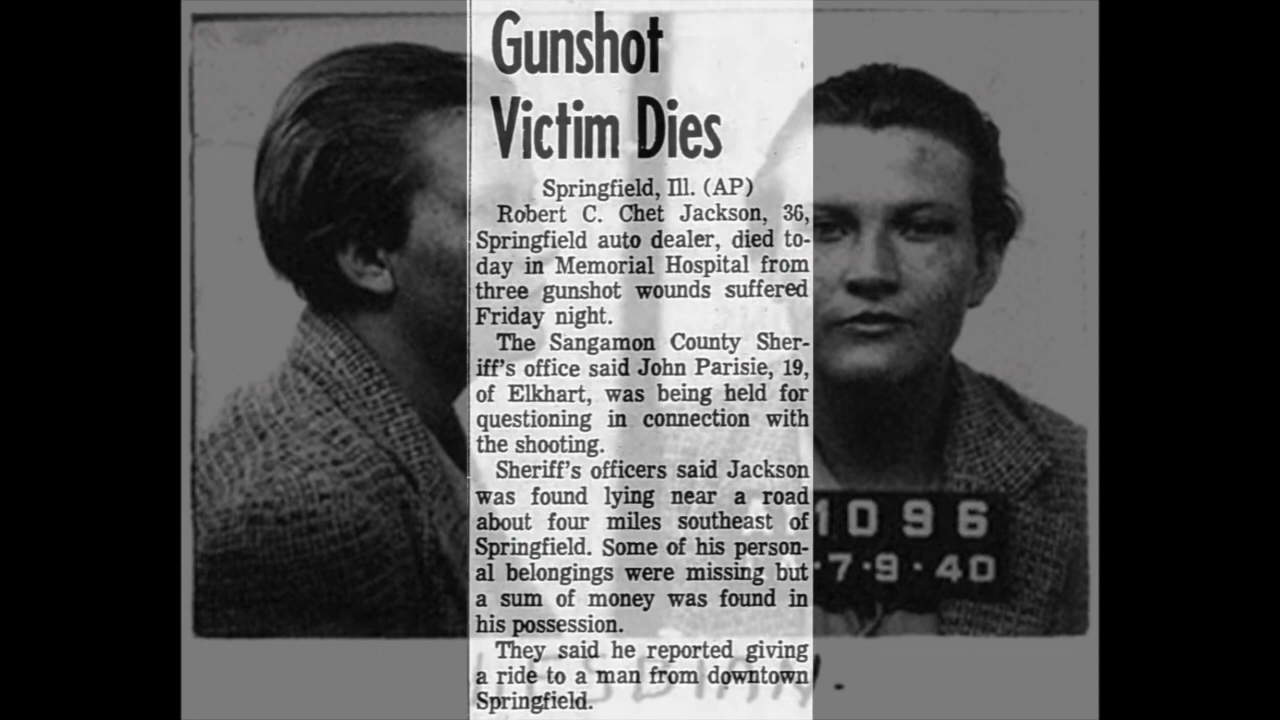 Gunshot
Victim Dies
Springfield, Ill. (AP)
Robert C. Chet Jackson, 36,
Springfield auto dealer, died to-
day in Memorial Hospital from
three gunshot wounds suffered
Friday night.
The Sangamon County Sher-
iff's office said John Parisie, 19,
of Elkhart, was being held for
questioning in connection with
the shooting.
Sheriff's officers said Jackson
was found lying near a road
about four miles southeast of
Springfield. Some of his person-
al belongings were missing but
a sum of money was found in
his possession.
They said he reported giving
a ride to a man from downtown
Springfield.
1096
7·9·40
LESBIAN.